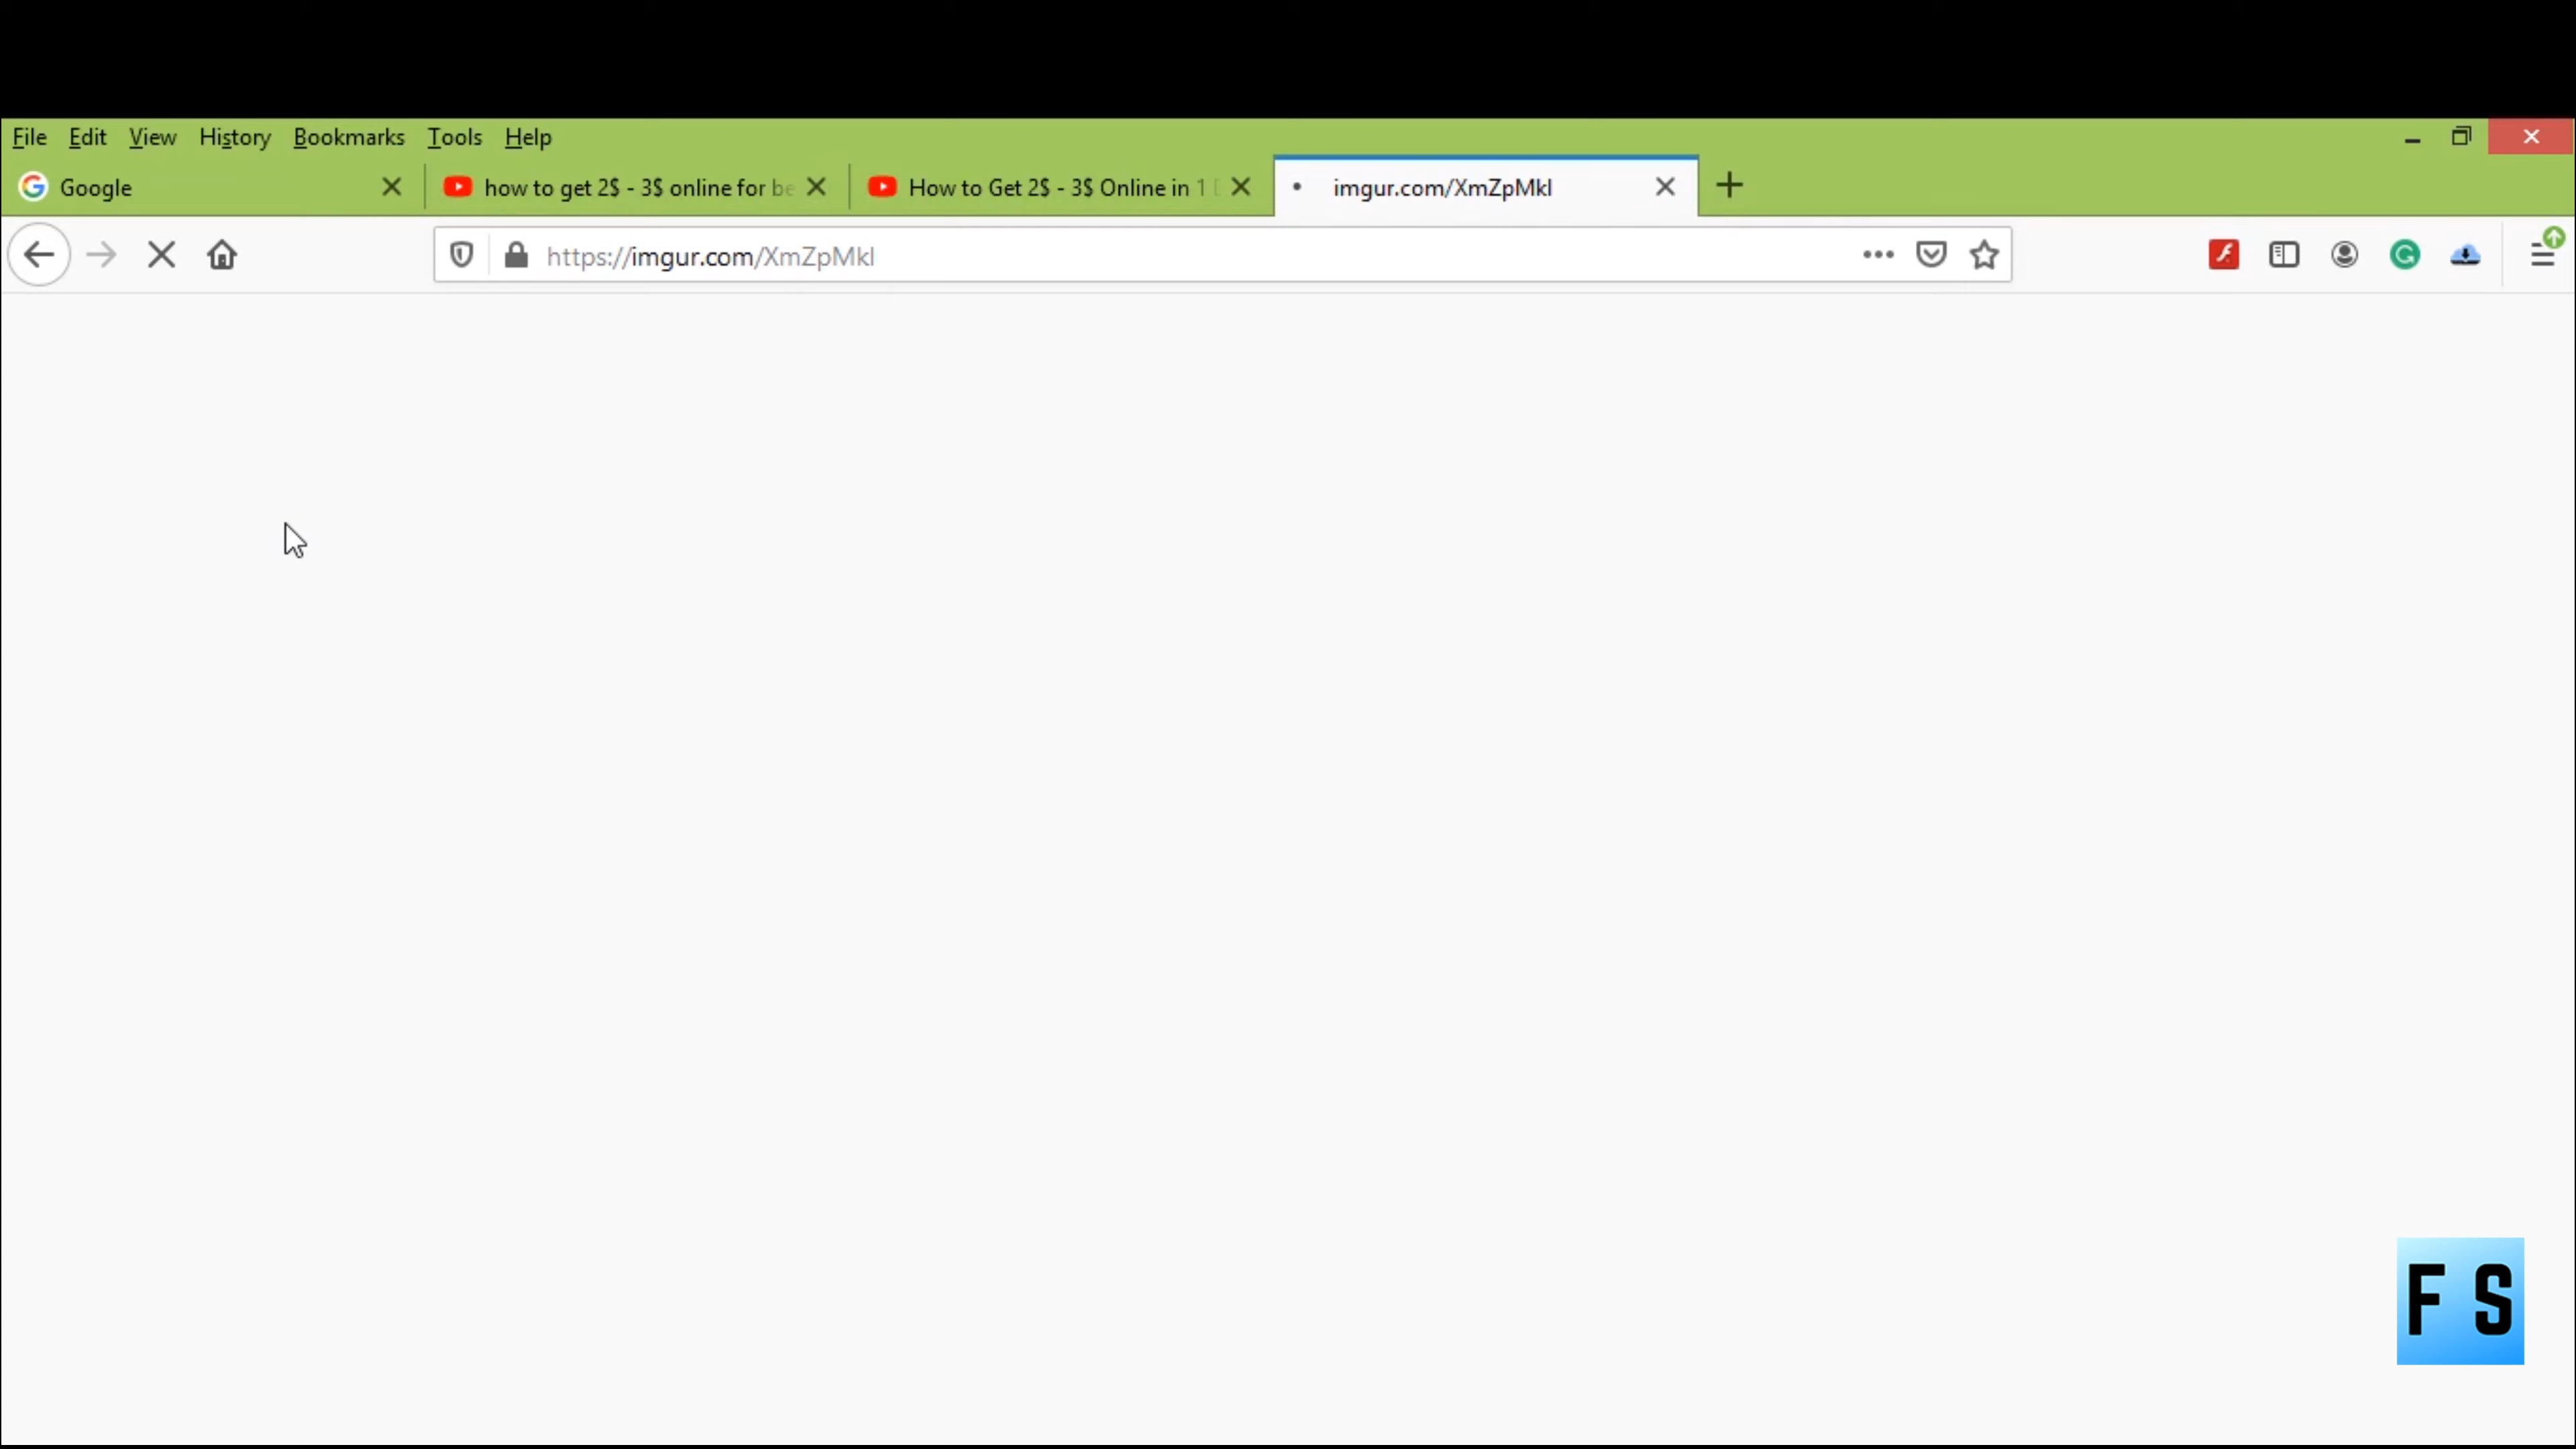 File Edit View History Bookmarks Tools Help
Google how to get 2$ - 3$ online for be How to Get 2$ - 3$ Online in 1 imgur.com/XmZpMkl
https://imgur.com/XmZpMkl
F S